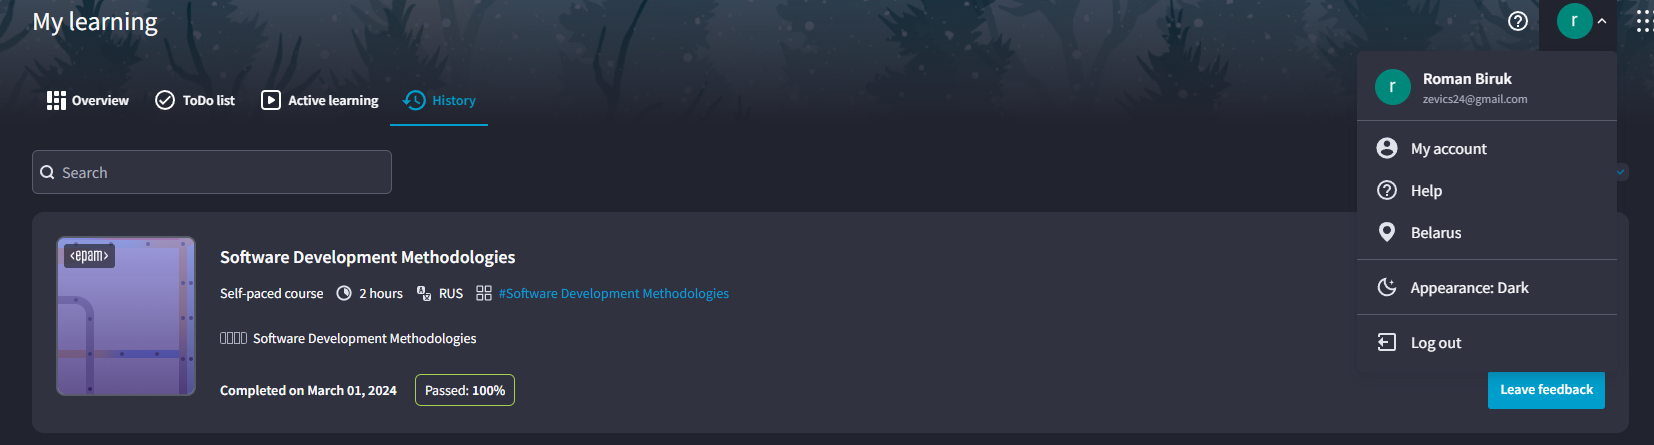 My learning
r
Overview
ToDo list
Active learning
History
r
Roman Biruk
zevics24@gmail.com
Search
My account
Help
Belarus
Appearance: Dark
Log out
<epam>
Software Development Methodologies
Self-paced course
2 hours
RUS
#Software Development Methodologies
Software Development Methodologies
Completed on March 01, 2024
Passed: 100%
Leave feedback